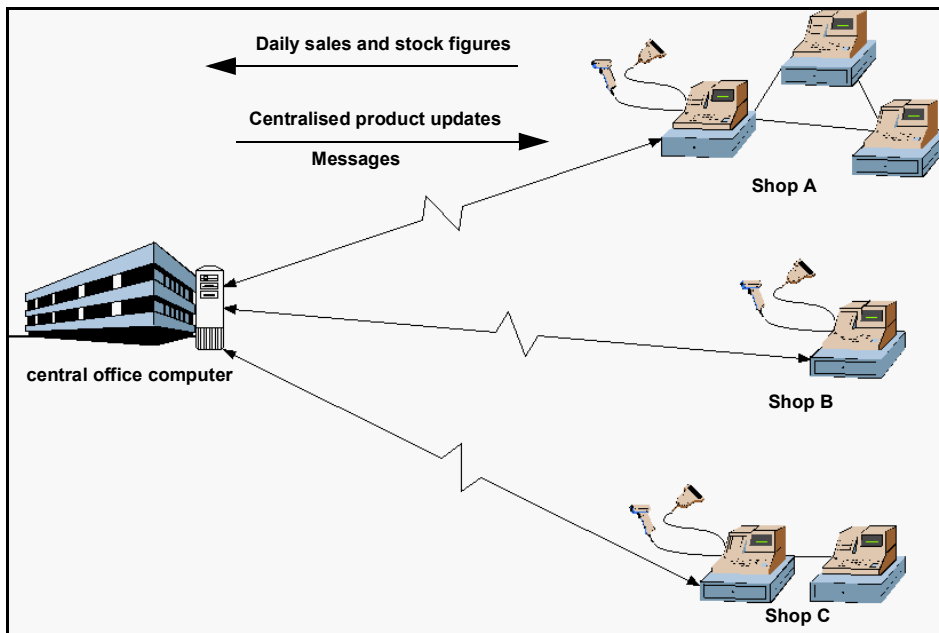 Daily sales and stock figures
Centralised product updates
Messages
Shop A
central office computer
Shop B
Shop C